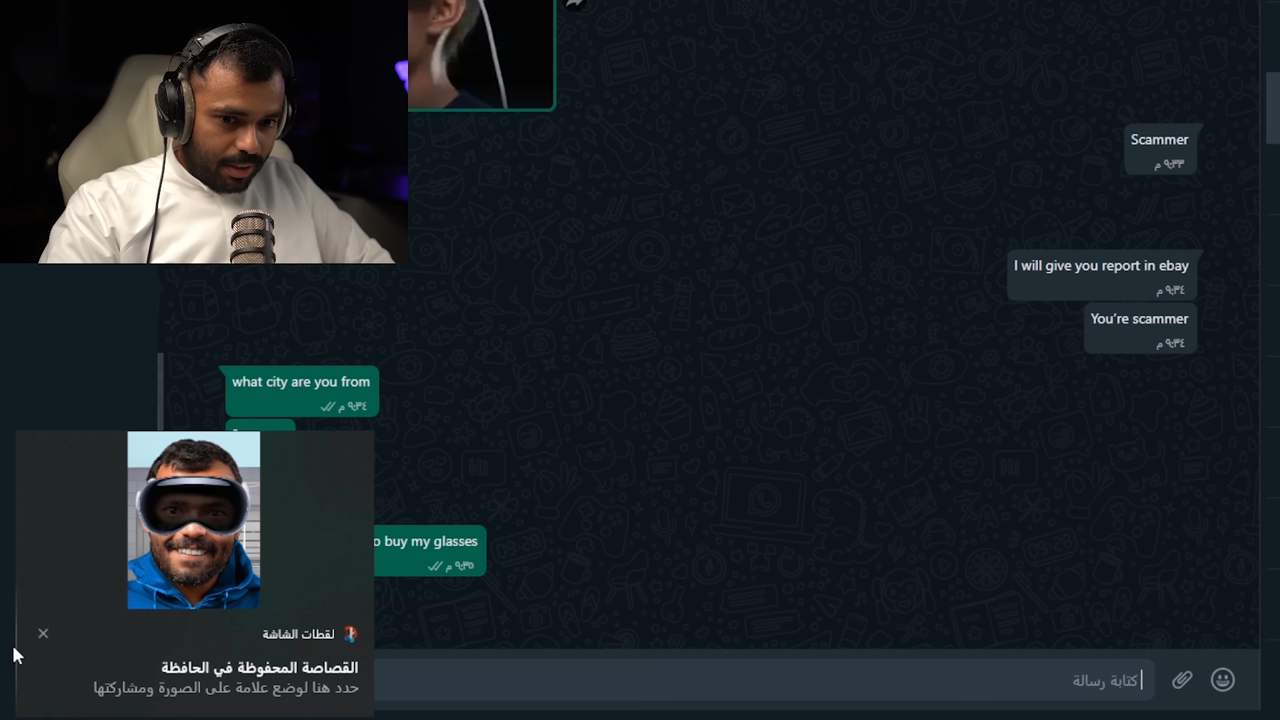 Scammer
٩:٣٣ م
I will give you report in ebay
٩:٣٤ م
You're scammer
٩:٣٤ م
what city are you from
٩:٣٤ م
o buy my glasses
٩:٣٥ م
لقطات الشاشة
القصاصة المحفوظة في الحافظة
حدد هنا لوضع علامة على الصورة ومشاركتها
كتابة رسالة